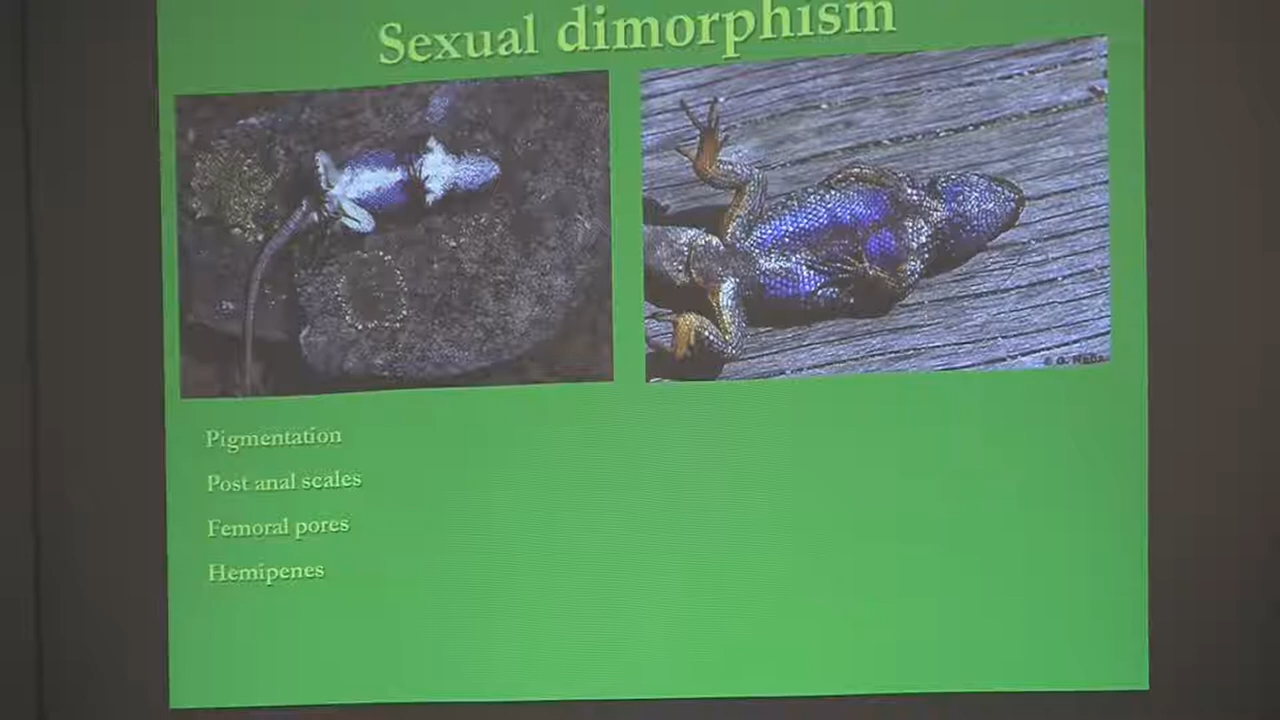 Sexual dimorphism
Pigmentation
Post anal scales
Femoral pores
Hemipenes